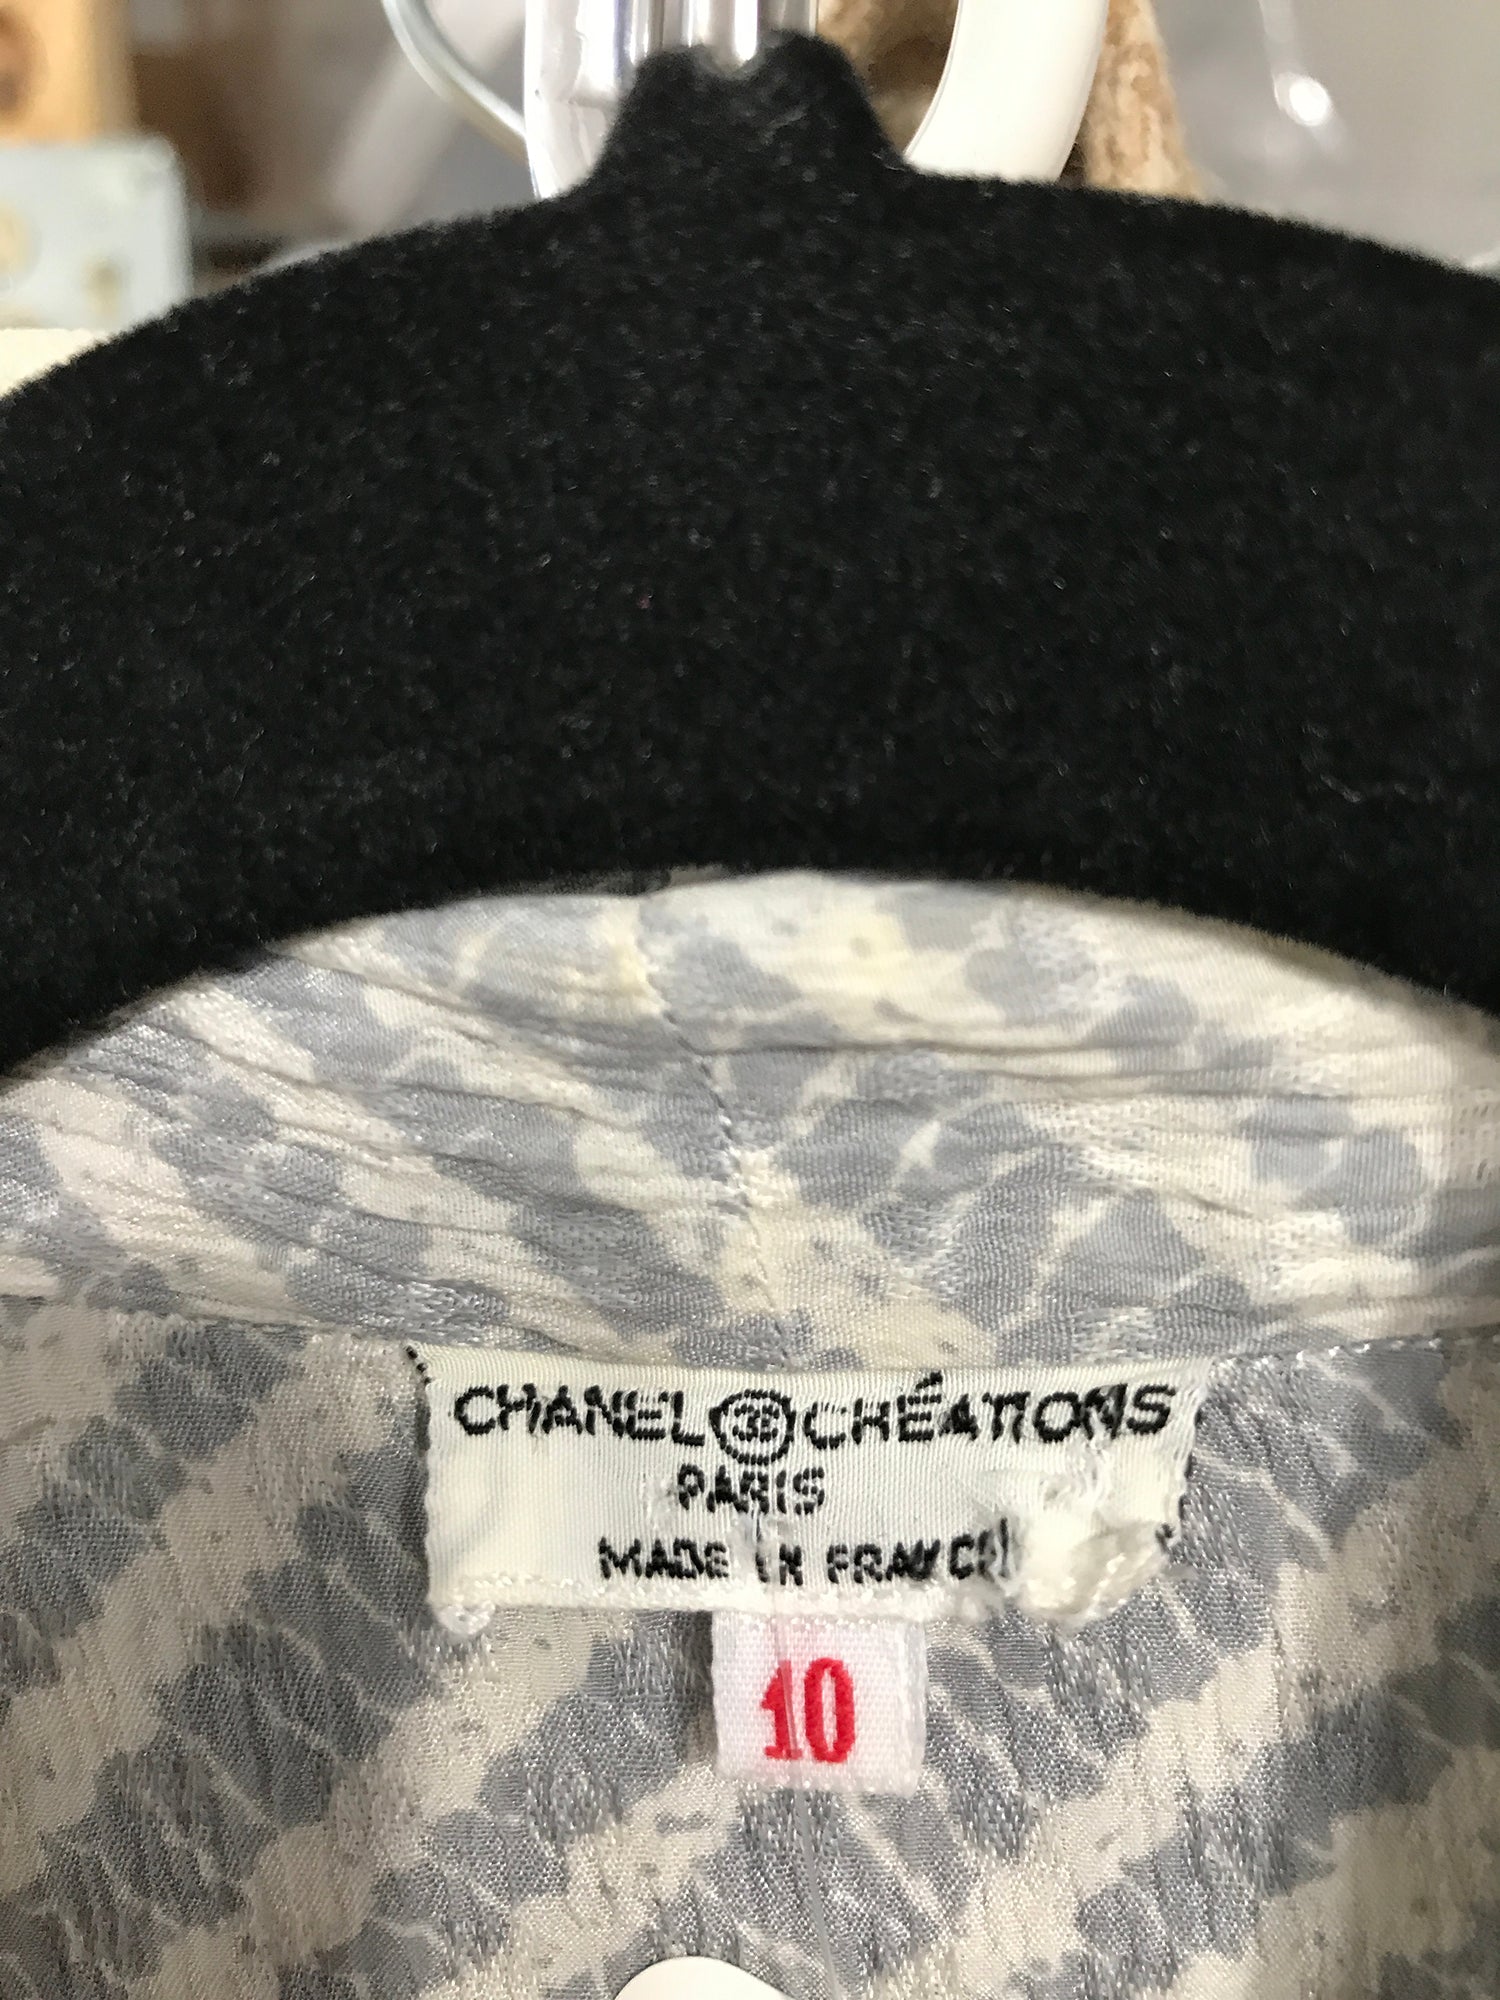 CHANEL CRÉATIONS
PARIS
MADE IN FRANCE
10